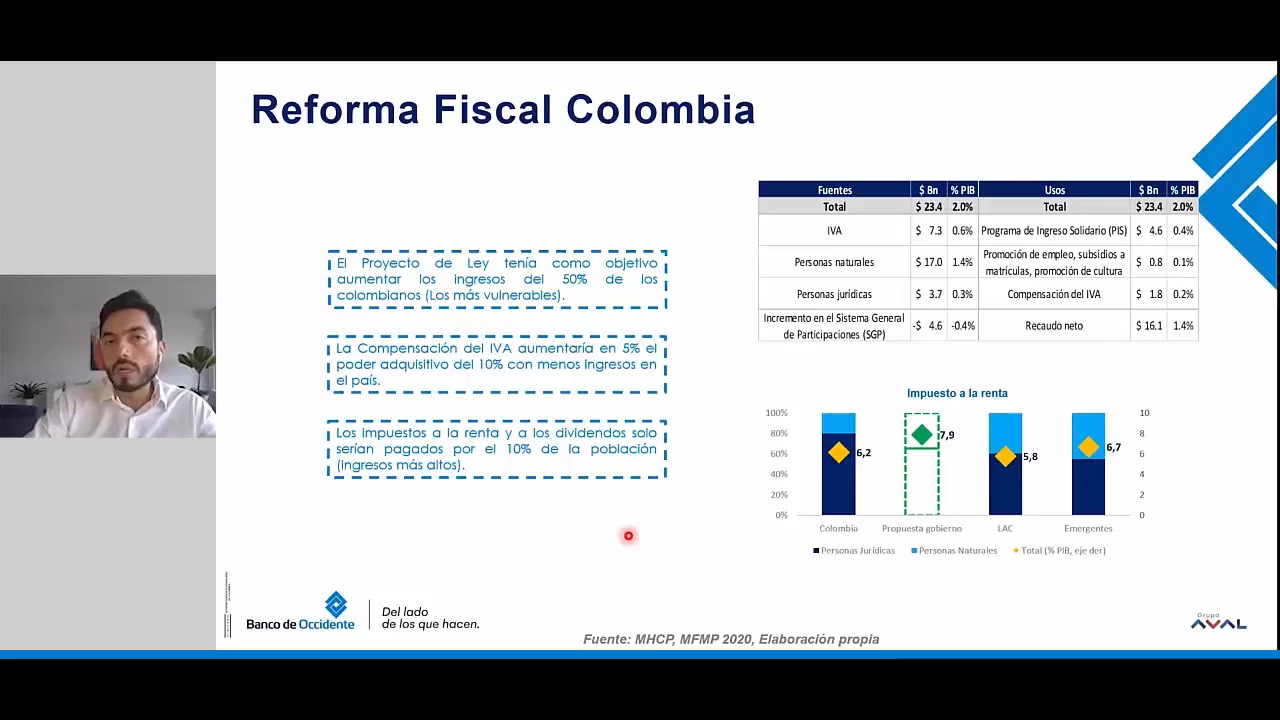 Reforma Fiscal Colombia
El Proyecto de Ley tenía como objetivo
aumentar los ingresos del 50% de los
colombianos (Los más vulnerables).
La Compensación del IVA aumentaría en 5% el
poder adquisitivo del 10% con menos ingresos en
el país.
Los impuestos a la renta y a los dividendos solo
serían pagados por el 10% de la población
(ingresos más altos).
Fuentes $ Bn % PIB Usos $ Bn % PIB
Total $ 23.4 2.0% Total $ 23.4 2.0%
IVA $ 7.3 0.6% Programa de Ingreso Solidario (PIS) $ 4.6 0.4%
Personas naturales $ 17.0 1.4% Promoción de empleo, subsidios a
matrículas, promoción de cultura $ 0.8 0.1%
Personas jurídicas $ 3.7 0.3% Compensación del IVA $ 1.8 0.2%
Incremento en el Sistema General
de Participaciones (SGP) -$ 4.6 -0.4% Recaudo neto $ 16.1 1.4%
Impuesto a la renta
100% 10
80% 8
60% 6
40% 4
20% 2
0% 0
6,2 7,9 5,8 6,7
Colombia Propuesta gobierno LAC Emergentes
Personas Jurídicas Personas Naturales Total (% PIB, eje der)
Banco de Occidente
Del lado
de los que hacen.
Fuente: MHCP, MFMP 2020, Elaboración propia
Grupo
AVAL